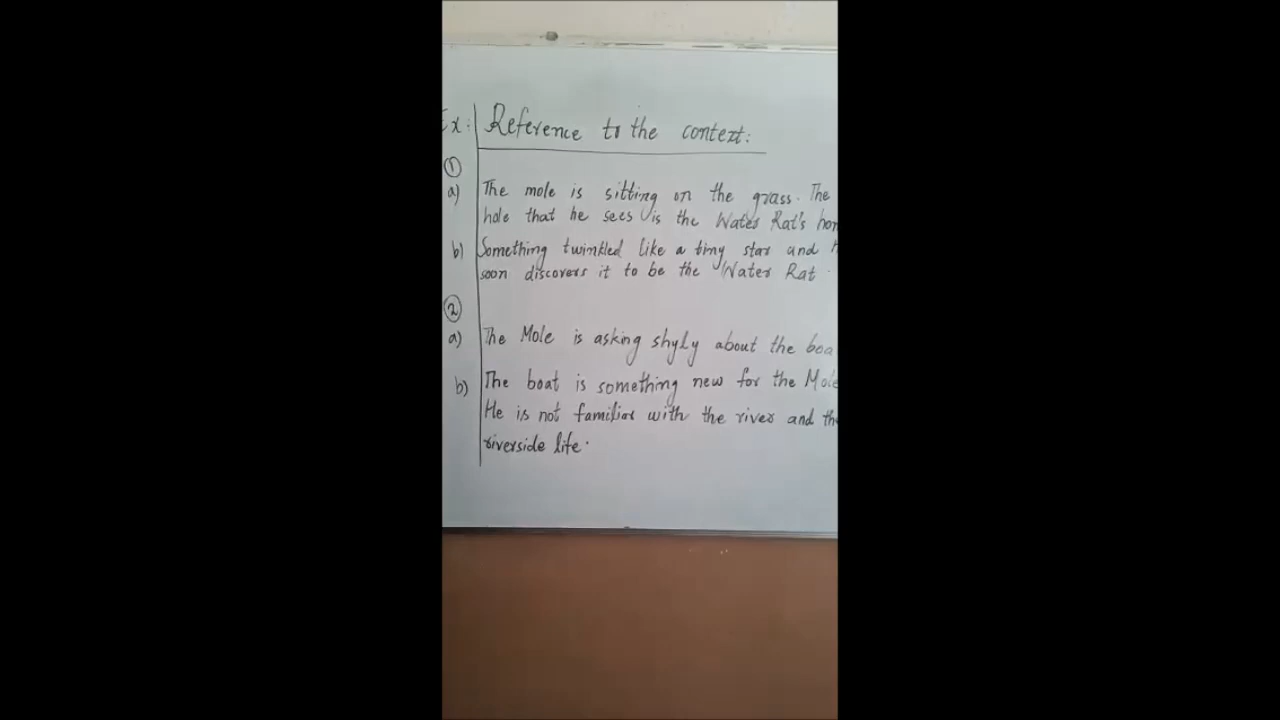 Ex: Reference to the context:
①
a) The mole is sitting on the grass. The
hole that he sees is the Water Rat's
b) Something twinkled like a tiny star and
soon discovers it to be the Water Rat.
②
a) The Mole is asking shyly about the
b) The boat is something new for the Mole
He is not familiar with the river and the
riverside life.